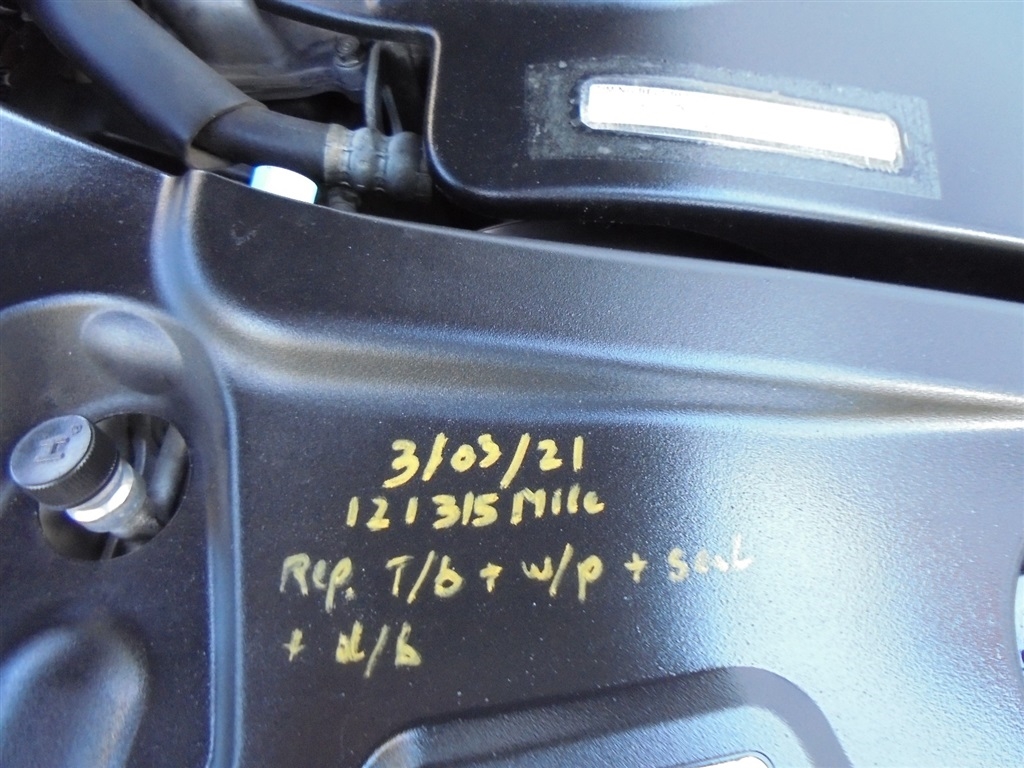 3/03/21
121315 Mile
Rep. T/b + w/p + seal
+ d/b
H